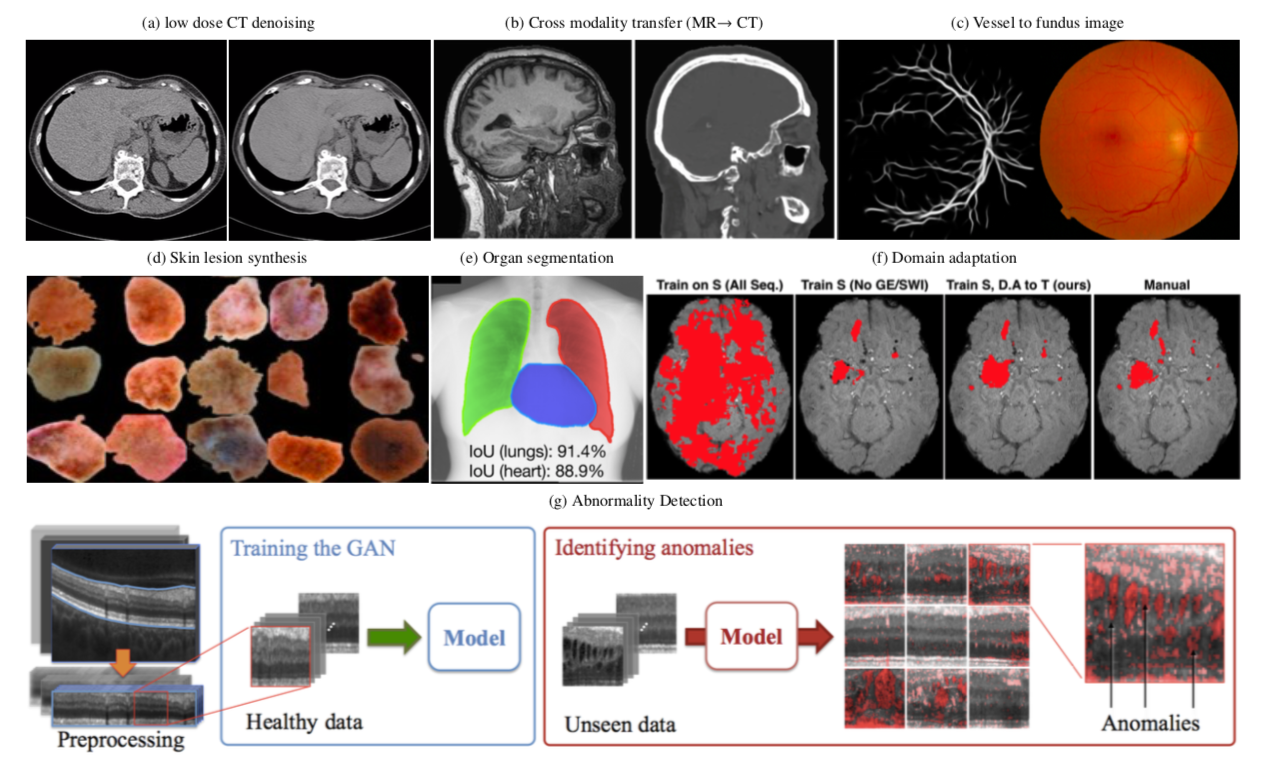 (a) low dose CT denoising
(b) Cross modality transfer (MR→ CT)
(c) Vessel to fundus image
(d) Skin lesion synthesis
(e) Organ segmentation
(f) Domain adaptation
IoU (lungs): 91.4%
IoU (heart): 88.9%
Train on S (All Seq.)
Train S (No GE/SWI)
Train S, D.A to T (ours)
Manual
(g) Abnormality Detection
Preprocessing
Training the GAN
Healthy data
Model
Identifying anomalies
Unseen data
Model
Anomalies